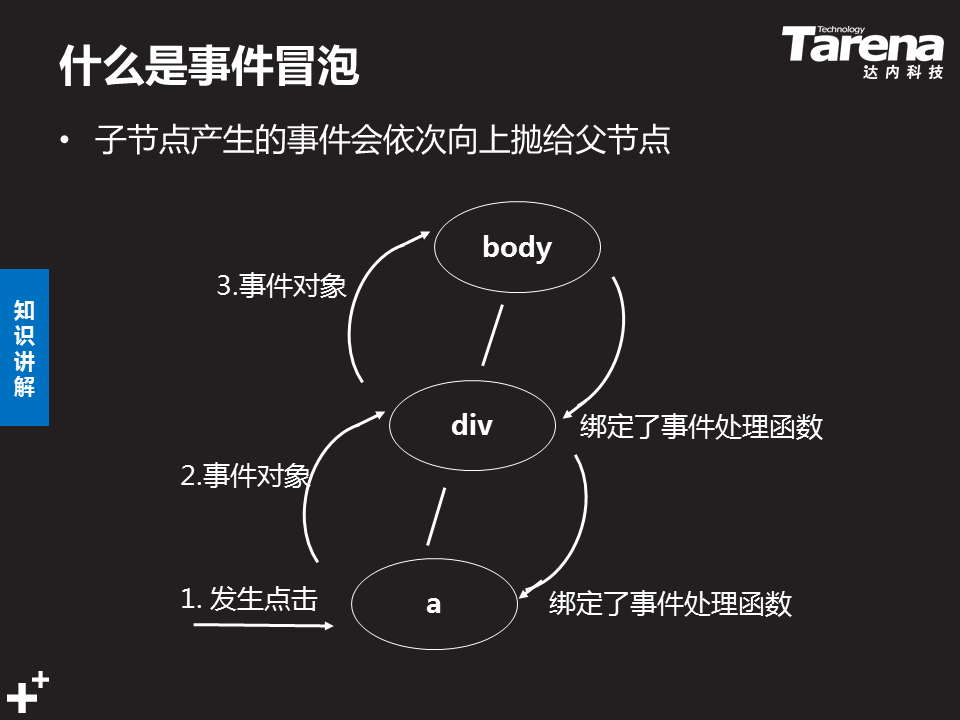 什么是事件冒泡
Technology
Tarena
达内科技
• 子节点产生的事件会依次向上抛给父节点
知识讲解
body
3.事件对象
div
绑定了事件处理函数
2.事件对象
1. 发生点击
a
绑定了事件处理函数